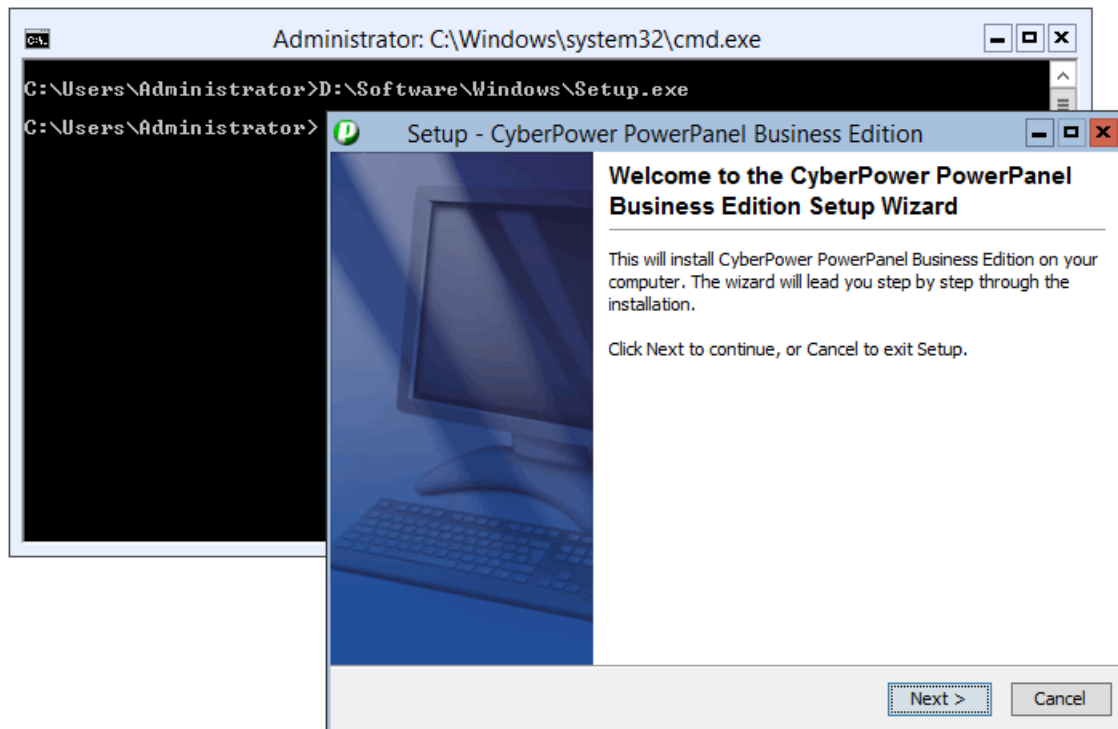 Administrator: C:\Windows\system32\cmd.exe
C:\Users\Administrator>D:\Software\Windows\Setup.exe
C:\Users\Administrator>
Setup - CyberPower PowerPanel Business Edition
Welcome to the CyberPower PowerPanel
Business Edition Setup Wizard
This will install CyberPower PowerPanel Business Edition on your
computer. The wizard will lead you step by step through the
installation.
Click Next to continue, or Cancel to exit Setup.
Next >
Cancel